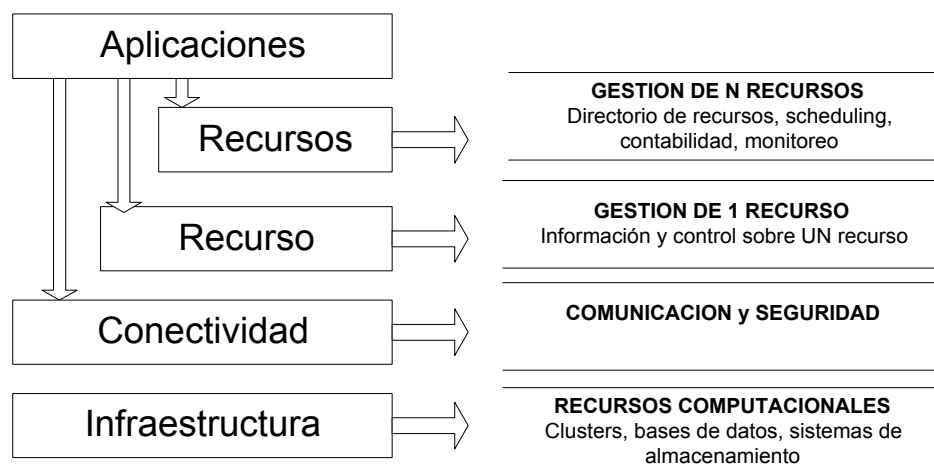 Aplicaciones
Recursos
GESTION DE N RECURSOS
Directorio de recursos, scheduling,
contabilidad, monitoreo
Recurso
GESTION DE 1 RECURSO
Información y control sobre UN recurso
Conectividad
COMUNICACION y SEGURIDAD
Infraestructura
RECURSOS COMPUTACIONALES
Clusters, bases de datos, sistemas de
almacenamiento